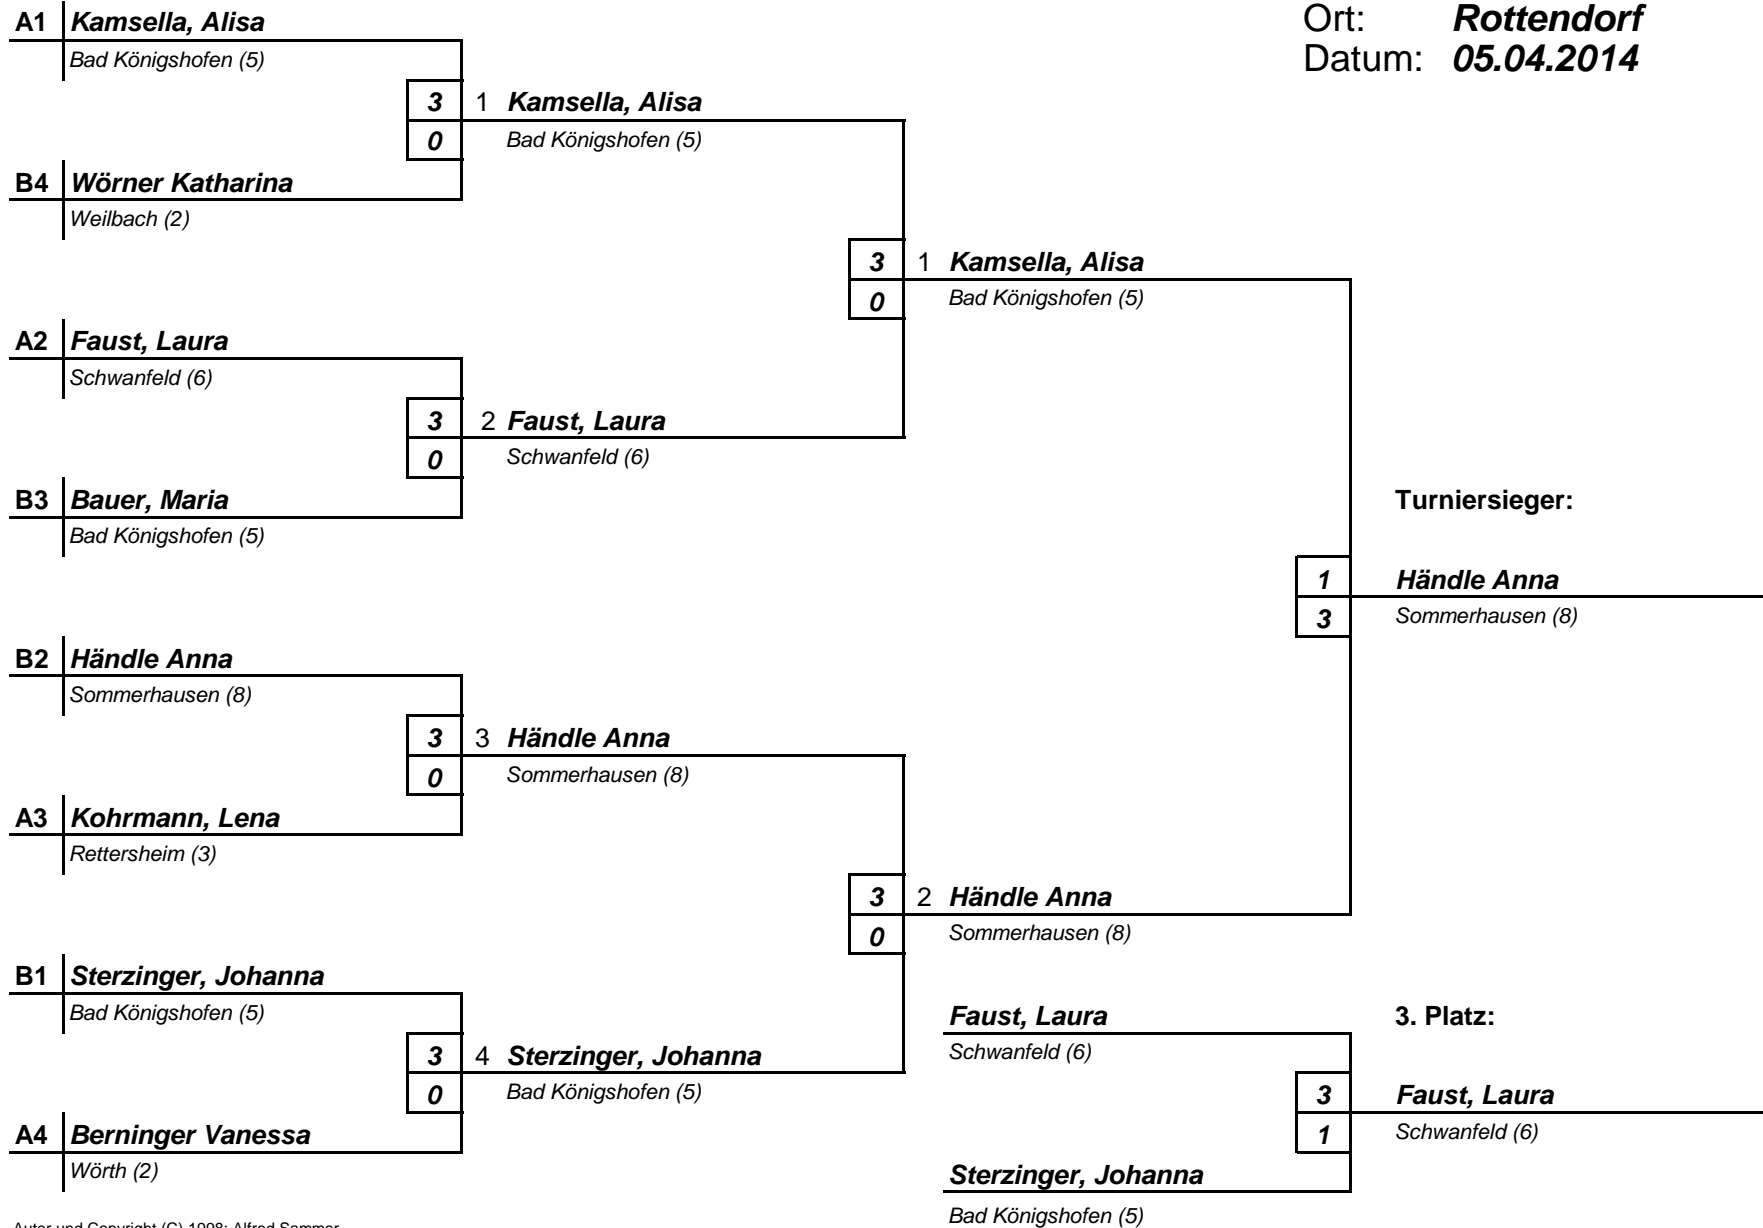 A1 Kamsella, Alisa
Bad Königshofen (5)
Ort: Rottendorf
Datum: 05.04.2014
3 1 Kamsella, Alisa
0 Bad Königshofen (5)
B4 Wörner Katharina
Weilbach (2)
3 1 Kamsella, Alisa
0 Bad Königshofen (5)
A2 Faust, Laura
Schwanfeld (6)
3 2 Faust, Laura
0 Schwanfeld (6)
B3 Bauer, Maria
Bad Königshofen (5)
Turniersieger:
1 Händle Anna
3 Sommerhausen (8)
B2 Händle Anna
Sommerhausen (8)
3 3 Händle Anna
0 Sommerhausen (8)
A3 Kohrmann, Lena
Rettersheim (3)
3 2 Händle Anna
0 Sommerhausen (8)
B1 Sterzinger, Johanna
Bad Königshofen (5)
Faust, Laura
Schwanfeld (6)
3. Platz:
3 4 Sterzinger, Johanna
0 Bad Königshofen (5)
3 Faust, Laura
1 Schwanfeld (6)
A4 Berninger Vanessa
Wörth (2)
Sterzinger, Johanna
Bad Königshofen (5)
Autor und Copyright (C) 1998: Alfred Sammer